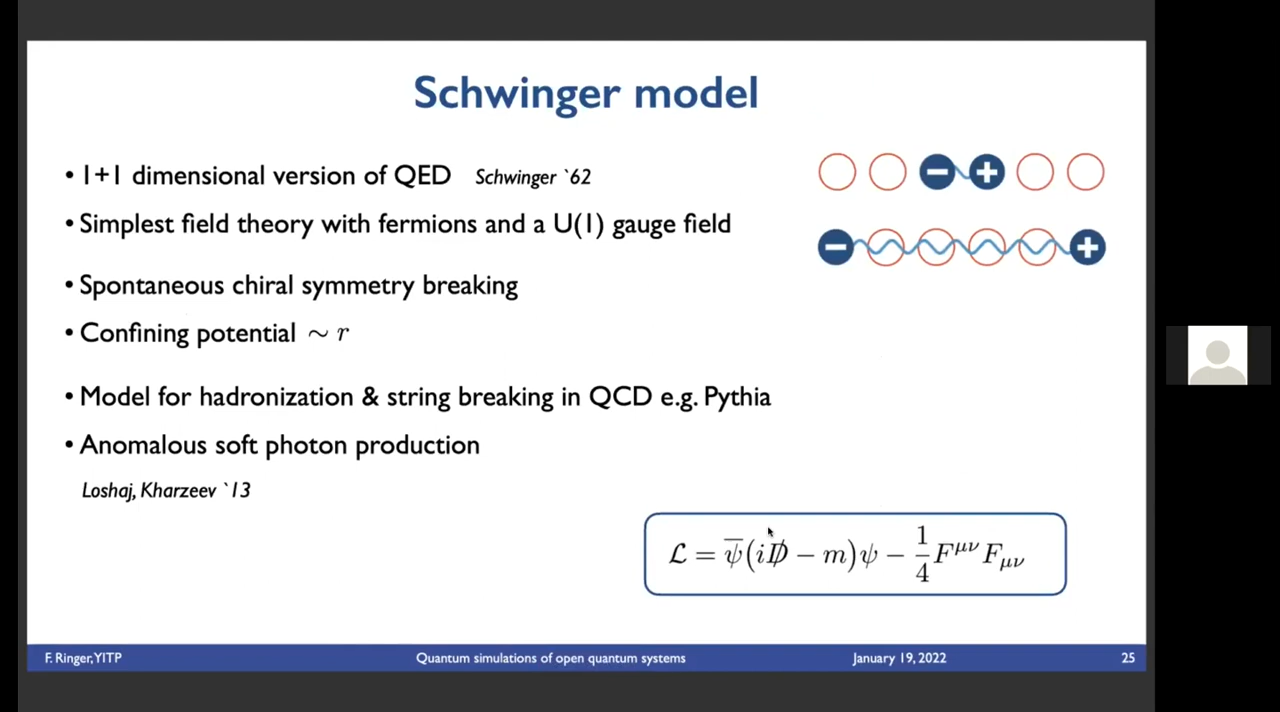 Schwinger model
• 1+1 dimensional version of QED Schwinger `62
• Simplest field theory with fermions and a U(1) gauge field
• Spontaneous chiral symmetry breaking
• Confining potential ∼ r
• Model for hadronization & string breaking in QCD e.g. Pythia
• Anomalous soft photon production
Loshaj, Kharzeev `13
− +
− +
ℒ = ψ̅(iD̸ − m)ψ − 1/4 F^{μν}F_{μν}
F. Ringer, YITP Quantum simulations of open quantum systems January 19, 2022 25